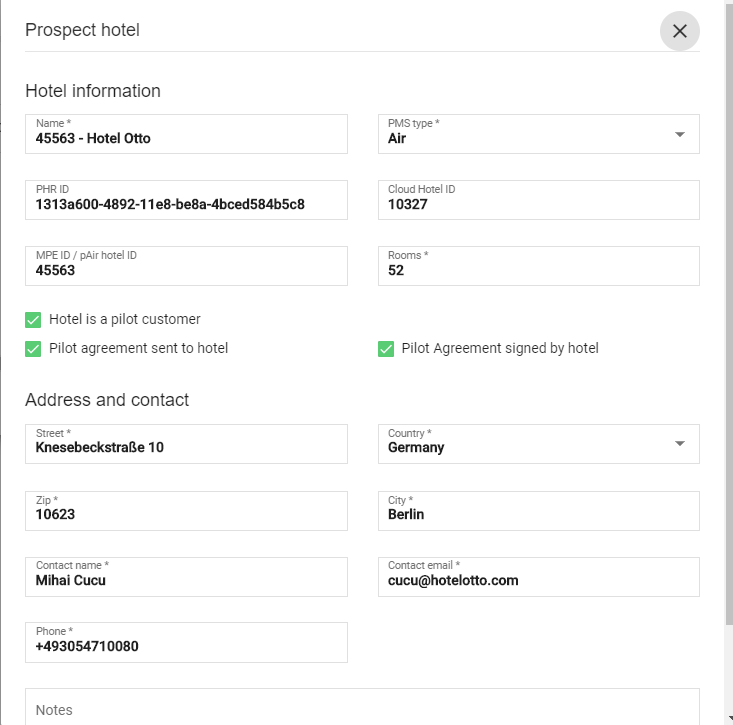 Prospect hotel
Hotel information
Name *
45563 - Hotel Otto
PMS type *
Air
PHR ID
1313a600-4892-11e8-be8a-4bced584b5c8
Cloud Hotel ID
10327
MPE ID / pAir hotel ID
45563
Rooms *
52
Hotel is a pilot customer
Pilot agreement sent to hotel
Pilot Agreement signed by hotel
Address and contact
Street *
Knesebeckstraße 10
Country *
Germany
Zip *
10623
City *
Berlin
Contact name *
Mihai Cucu
Contact email *
cucu@hotelotto.com
Phone *
+493054710080
Notes